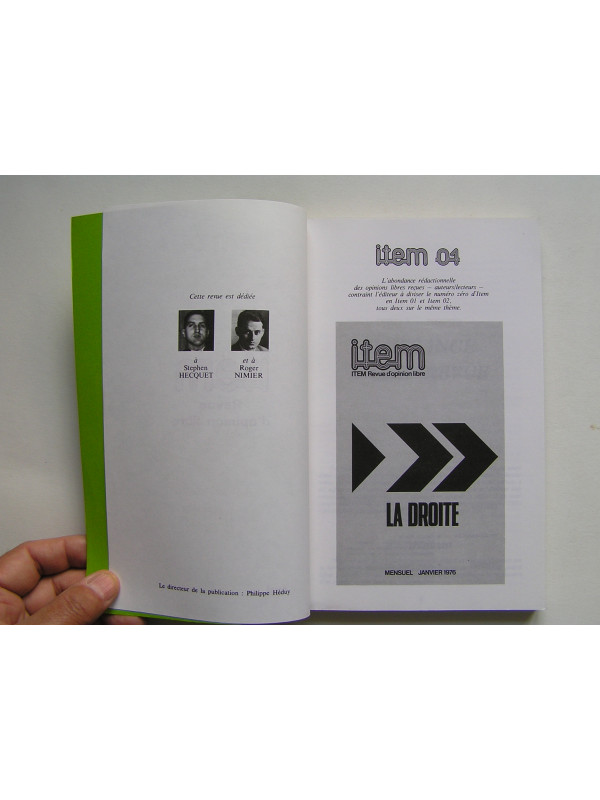 Cette revue est dédiée
à
Stephen
HECQUET
et à
Roger
NIMIER
Le directeur de la publication : Philippe Héduy
item 01
L'abondance rédactionnelle
des opinions libres reçues – auteurs/lecteurs –
contraint l'éditeur à diviser le numéro zéro d'Item
en Item 01 et Item 02,
tous deux sur le même thème.
item
ITEM Revue d'opinion libre
LA DROITE
MENSUEL JANVIER 1976